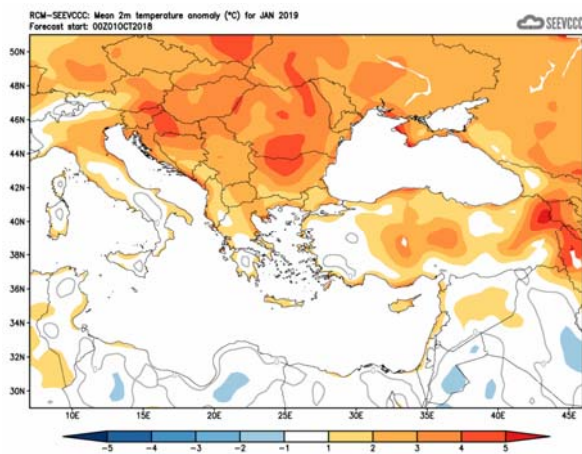 RCM-SEEVCCC: Mean 2m temperature anomaly (°C) for JAN 2019
Forecast start: 00Z01OCT2018
SEEVCCC
50N
48N
46N
44N
42N
40N
38N
36N
34N
32N
30N
10E 15E 20E 25E 30E 35E 40E 45E
-5 -4 -3 -2 -1 1 2 3 4 5